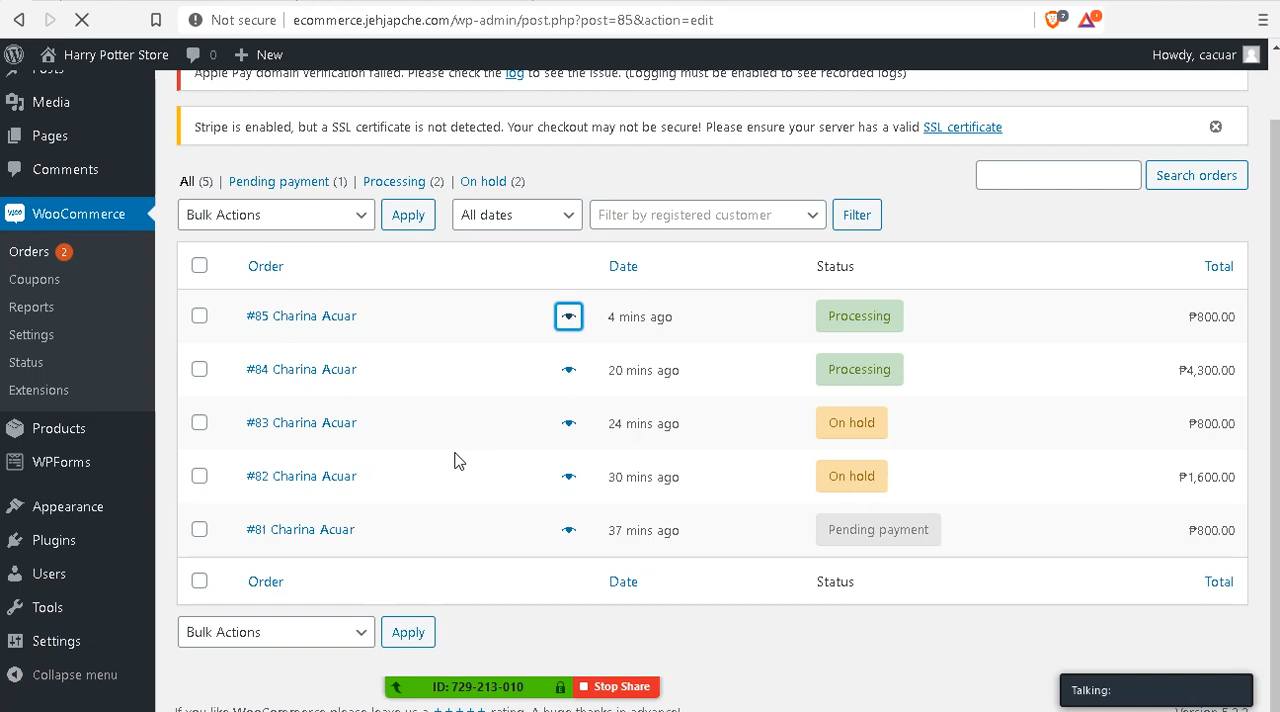 Not secure ecommerce.jehjapche.com/wp-admin/post.php?post=85&action=edit 2 1
Harry Potter Store 0 New Howdy, cacuar
Posts
Media
Pages
Comments
WooCommerce
Orders 2
Coupons
Reports
Settings
Status
Extensions
Products
WPForms
Appearance
Plugins
Users
Tools
Settings
Collapse menu
Apple Pay domain verification failed. Please check the log to see the issue. (Logging must be enabled to see recorded logs)
Stripe is enabled, but a SSL certificate is not detected. Your checkout may not be secure! Please ensure your server has a valid SSL certificate
All (5) | Pending payment (1) | Processing (2) | On hold (2) Search orders
Bulk Actions Apply All dates Filter by registered customer Filter
Order Date Status Total
#85 Charina Acuar 4 mins ago Processing ₱800.00
#84 Charina Acuar 20 mins ago Processing ₱4,300.00
#83 Charina Acuar 24 mins ago On hold ₱800.00
#82 Charina Acuar 30 mins ago On hold ₱1,600.00
#81 Charina Acuar 37 mins ago Pending payment ₱800.00
Order Date Status Total
Bulk Actions Apply
ID: 729-213-010 Stop Share
Talking:
If you like WooCommerce please leave us a ★★★★★ rating. A huge thanks in advance!